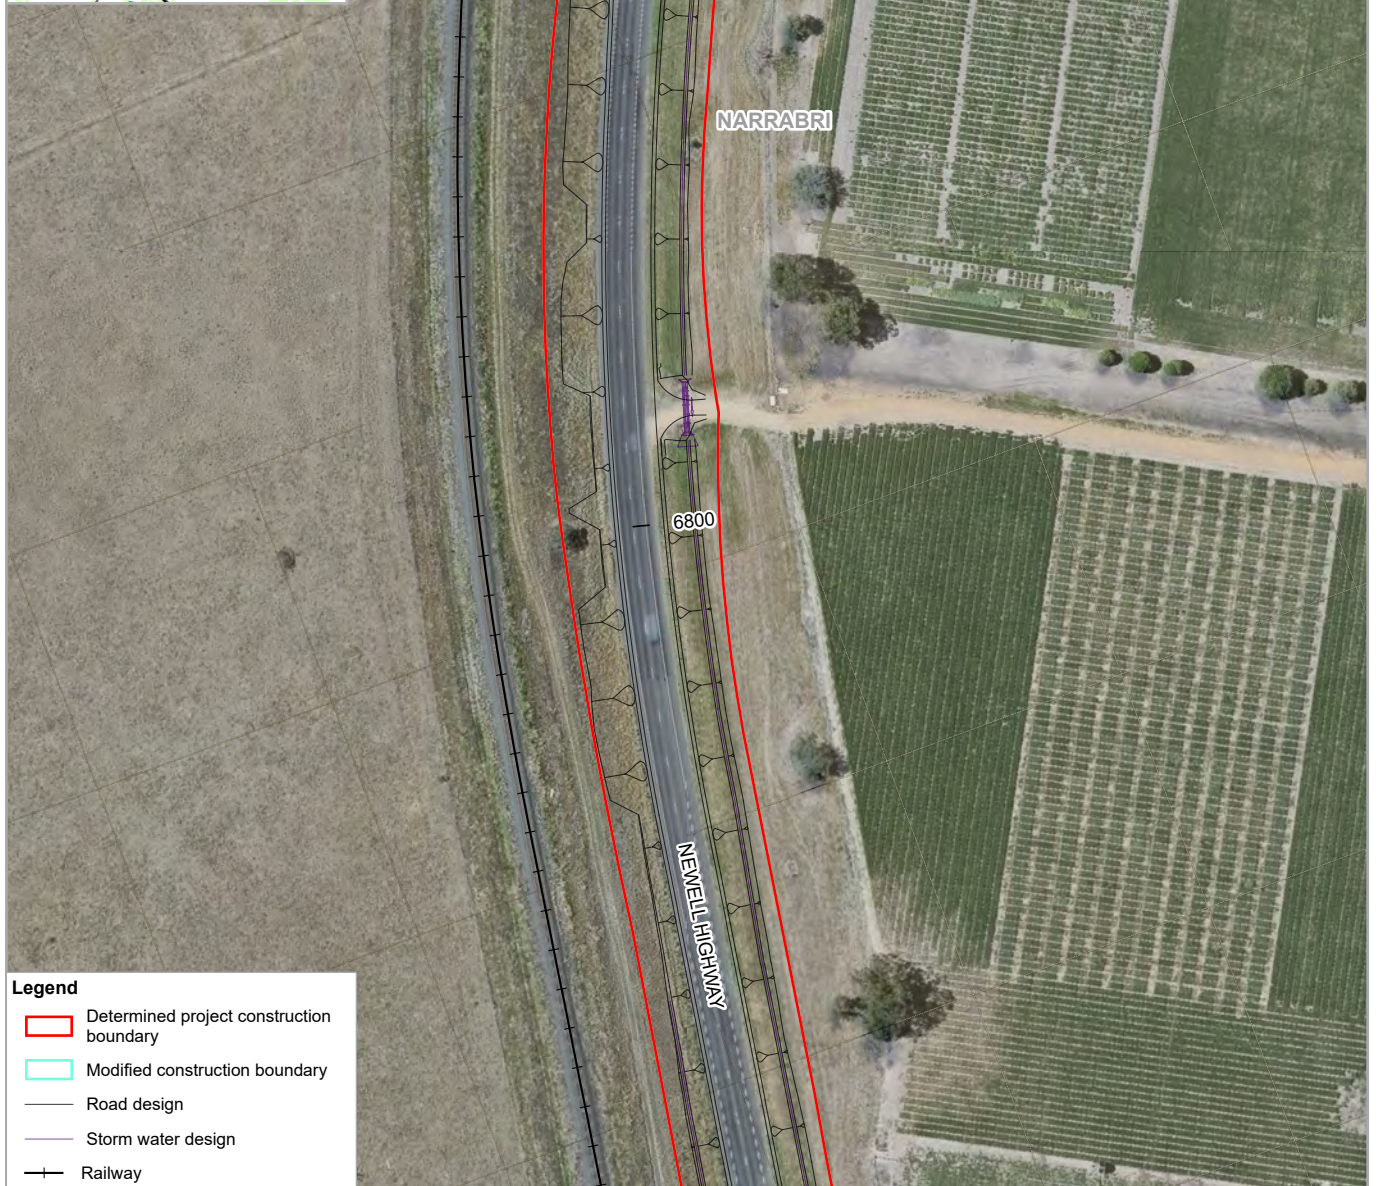 NARRABRI
6800
NEWELL HIGHWAY
Legend
Determined project construction
boundary
Modified construction boundary
Road design
Storm water design
Railway